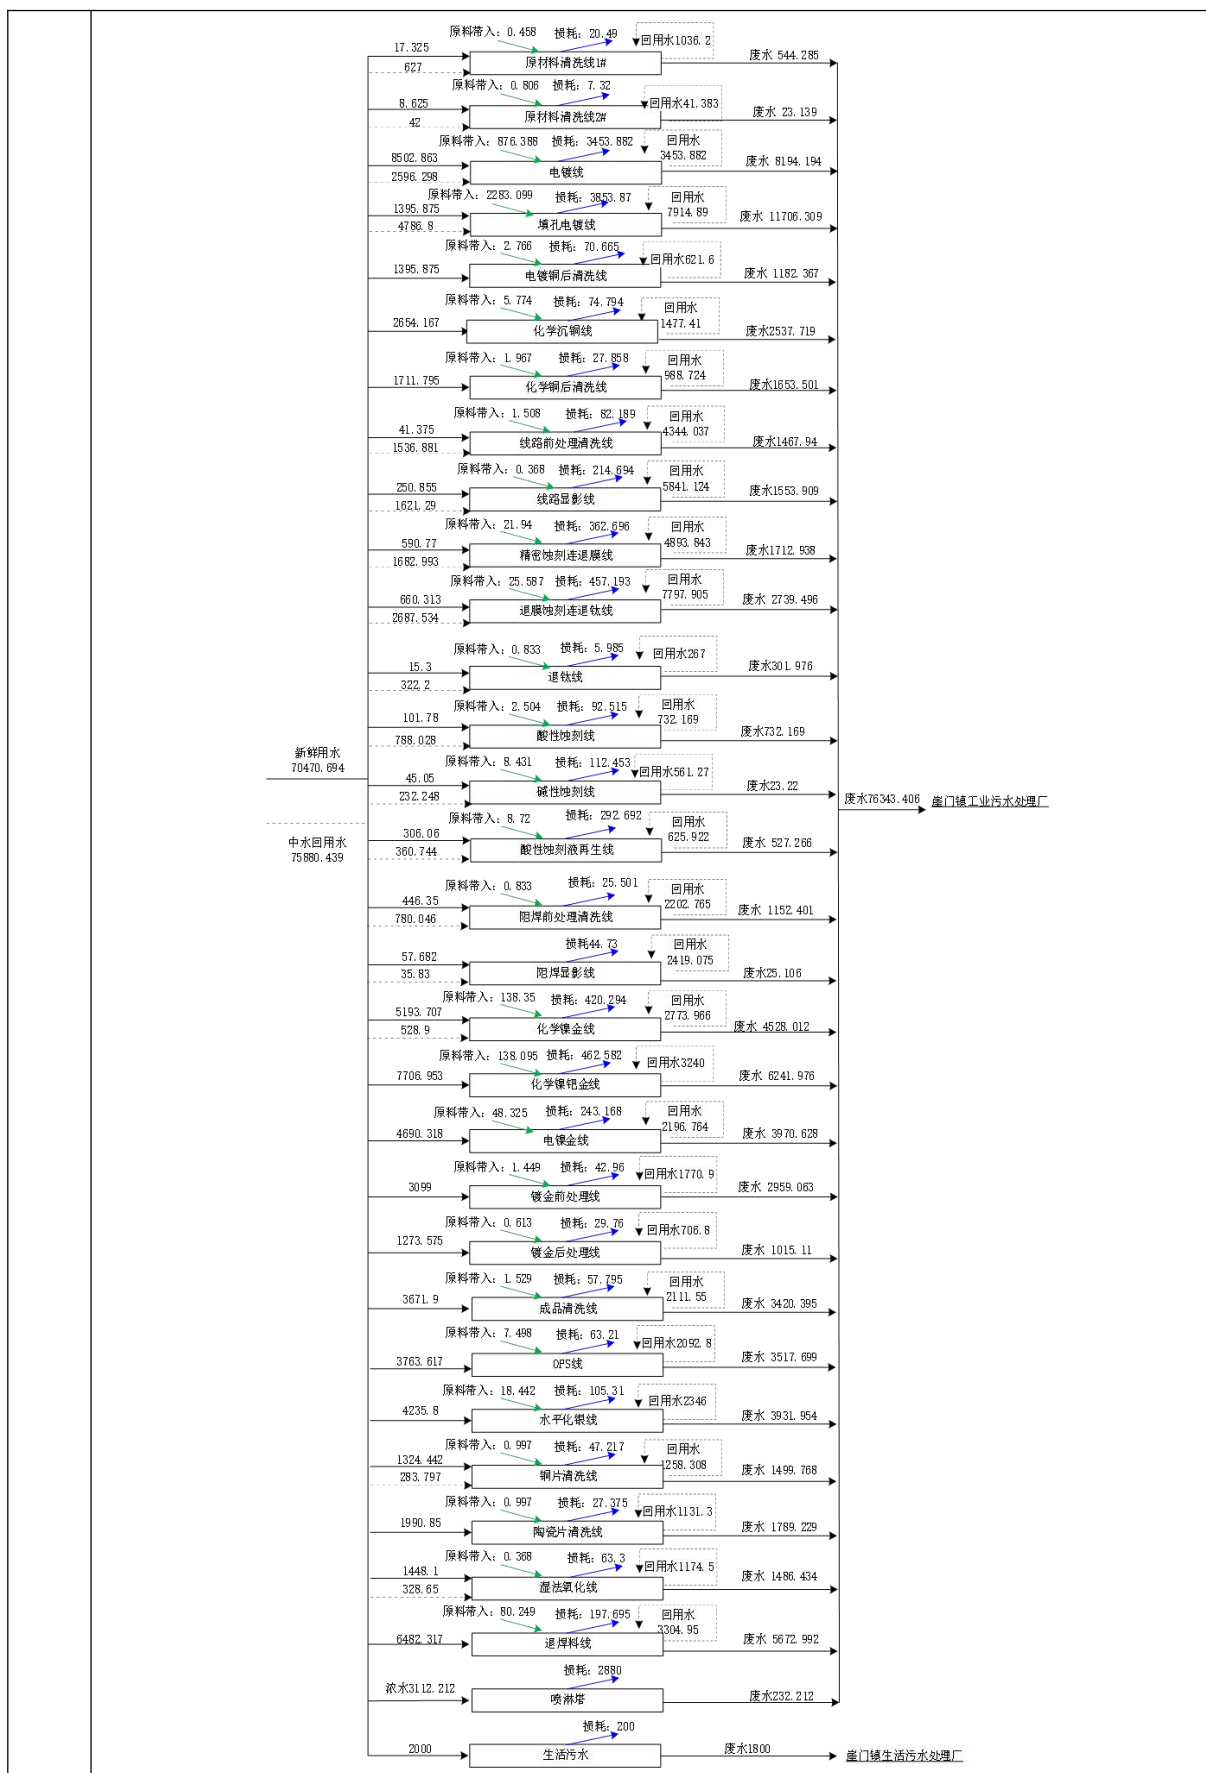 原料带入：0.458 损耗：20.49 回用水1036.2
17.325
627
原材料清洗线1#
废水 544.285
原料带入：0.806 损耗：7.32 回用水41.383
8.625
42
原材料清洗线2#
废水 23.139
原料带入：876.388 损耗：3453.882 回用水
3453.882
8502.863
2596.298
电镀线
废水 8194.194
原料带入：2283.099 损耗：3853.87 回用水
7914.89
1395.875
4786.8
填孔电镀线
废水 11706.309
原料带入：2.766 损耗：70.665 回用水621.6
1395.875
电镀铜后清洗线
废水 1182.367
原料带入：5.774 损耗：74.794 回用水
1477.41
2654.167
化学沉铜线
废水2537.719
原料带入：1.967 损耗：27.858 回用水
988.724
1711.795
化学铜后清洗线
废水1653.501
原料带入：1.508 损耗：82.189 回用水
4344.037
41.375
1536.881
线路前处理清洗线
废水1467.94
原料带入：0.368 损耗：214.694 回用水
5841.124
250.855
1621.29
线路显影线
废水1553.909
原料带入：21.94 损耗：362.696 回用水
4893.843
590.77
1682.993
精密蚀刻连退膜线
废水1712.938
原料带入：25.587 损耗：457.193 回用水
7797.905
660.313
2687.534
退膜蚀刻连退钛线
废水 2739.496
原料带入：0.833 损耗：5.985 回用水267
15.3
322.2
退钛线
废水301.976
原料带入：2.504 损耗：92.515 回用水
732.169
101.78
788.028
酸性蚀刻线
废水732.169
新鲜用水
70470.694
原料带入：8.431 损耗：112.453 回用水561.27
45.05
232.248
碱性蚀刻线
废水23.22
废水76343.406
崖门镇工业污水处理厂
中水回用水
75880.439
原料带入：8.72 损耗：292.692 回用水
625.922
306.06
360.744
酸性蚀刻液再生线
废水 527.266
原料带入：0.833 损耗：25.501 回用水
2202.765
446.35
780.046
阻焊前处理清洗线
废水 1152.401
损耗44.73 回用水
2419.075
57.682
35.83
阻焊显影线
废水25.106
原料带入：138.35 损耗：420.294 回用水
2773.966
5193.707
528.9
化学镍金线
废水 4528.012
原料带入：138.095 损耗：462.582 回用水3240
7706.953
化学镍钯金线
废水 6241.976
原料带入：48.325 损耗：243.168 回用水
2196.764
4690.318
电镍金线
废水 3970.628
原料带入：1.449 损耗：42.96 回用水1770.9
3099
镀金前处理线
废水 2959.063
原料带入：0.613 损耗：29.76 回用水706.8
1273.575
镀金后处理线
废水 1015.11
原料带入：1.529 损耗：57.795 回用水
2111.55
3671.9
成品清洗线
废水 3420.395
原料带入：7.498 损耗：63.21 回用水2092.8
3763.617
OPS线
废水 3517.699
原料带入：18.442 损耗：105.31 回用水2346
4235.8
水平化银线
废水 3931.954
原料带入：0.997 损耗：47.217 回用水
1258.308
1324.442
283.797
铜片清洗线
废水 1499.768
原料带入：0.997 损耗：27.375 回用水1131.3
1990.85
陶瓷片清洗线
废水 1789.229
原料带入：0.368 损耗：63.3 回用水1174.5
1448.1
328.65
湿法氧化线
废水 1486.434
原料带入：80.249 损耗：197.695 回用水
3304.95
6482.317
退焊料线
废水 5672.992
损耗：2880
浓水3112.212
喷淋塔
废水232.212
损耗：200
2000
生活污水
废水1800
崖门镇生活污水处理厂